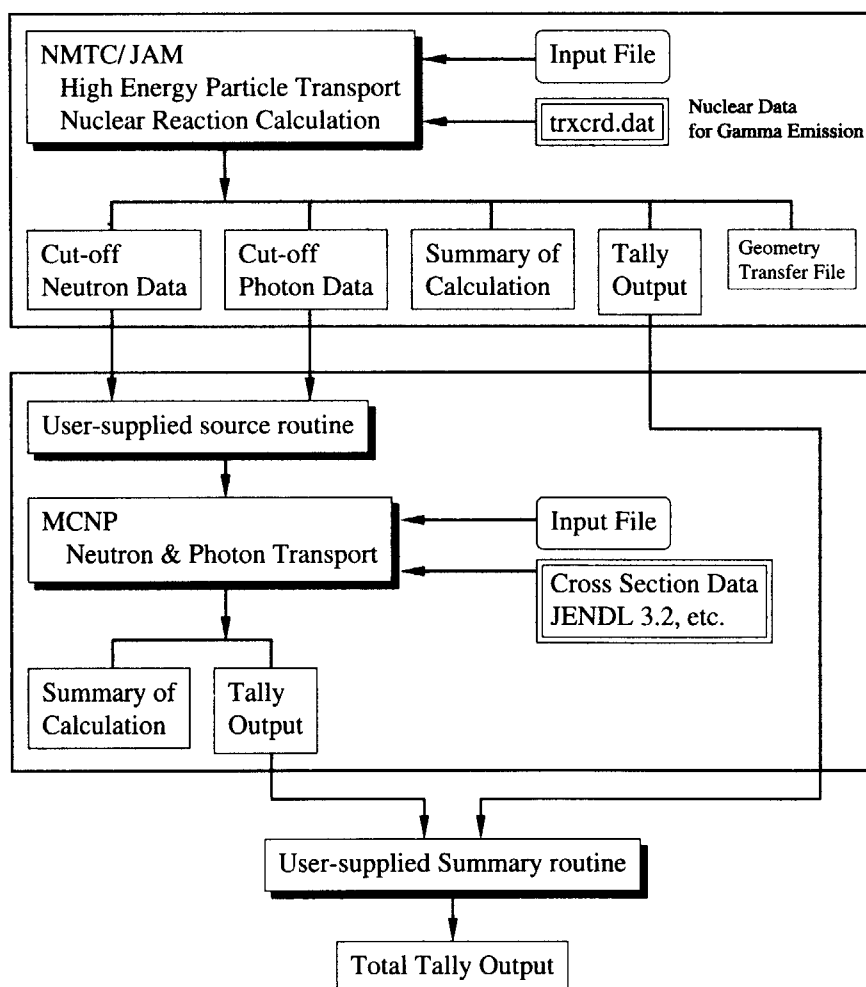 NMTC/JAM
High Energy Particle Transport
Nuclear Reaction Calculation
Input File
trxcrd.dat
Nuclear Data
for Gamma Emission
Cut-off
Neutron Data
Cut-off
Photon Data
Summary of
Calculation
Tally
Output
Geometry
Transfer File
User-supplied source routine
MCNP
Neutron & Photon Transport
Input File
Cross Section Data
JENDL 3.2, etc.
Summary of
Calculation
Tally
Output
User-supplied Summary routine
Total Tally Output